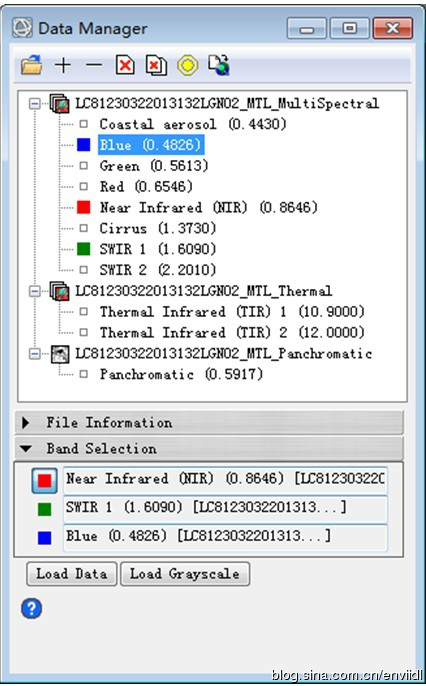 Data Manager
LC81230322013132LGN02_MTL_MultiSpectral
Coastal aerosol (0.4430)
Blue (0.4826)
Green (0.5613)
Red (0.6546)
Near Infrared (NIR) (0.8646)
Cirrus (1.3730)
SWIR 1 (1.6090)
SWIR 2 (2.2010)
LC81230322013132LGN02_MTL_Thermal
Thermal Infrared (TIR) 1 (10.9000)
Thermal Infrared (TIR) 2 (12.0000)
LC81230322013132LGN02_MTL_Panchromatic
Panchromatic (0.5917)
File Information
Band Selection
Near Infrared (NIR) (0.8646) [LC81230322
SWIR 1 (1.6090) [LC8123032201313...]
Blue (0.4826) [LC8123032201313...]
Load Data Load Grayscale
blog.sina.com.cn/enviidl